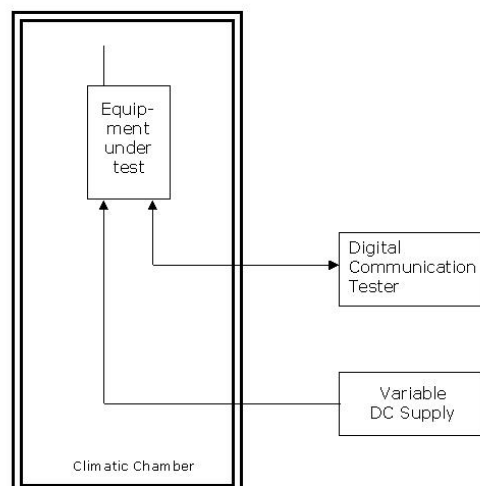 Equip-
ment
under
test
Digital
Communication
Tester
Variable
DC Supply
Climatic Chamber